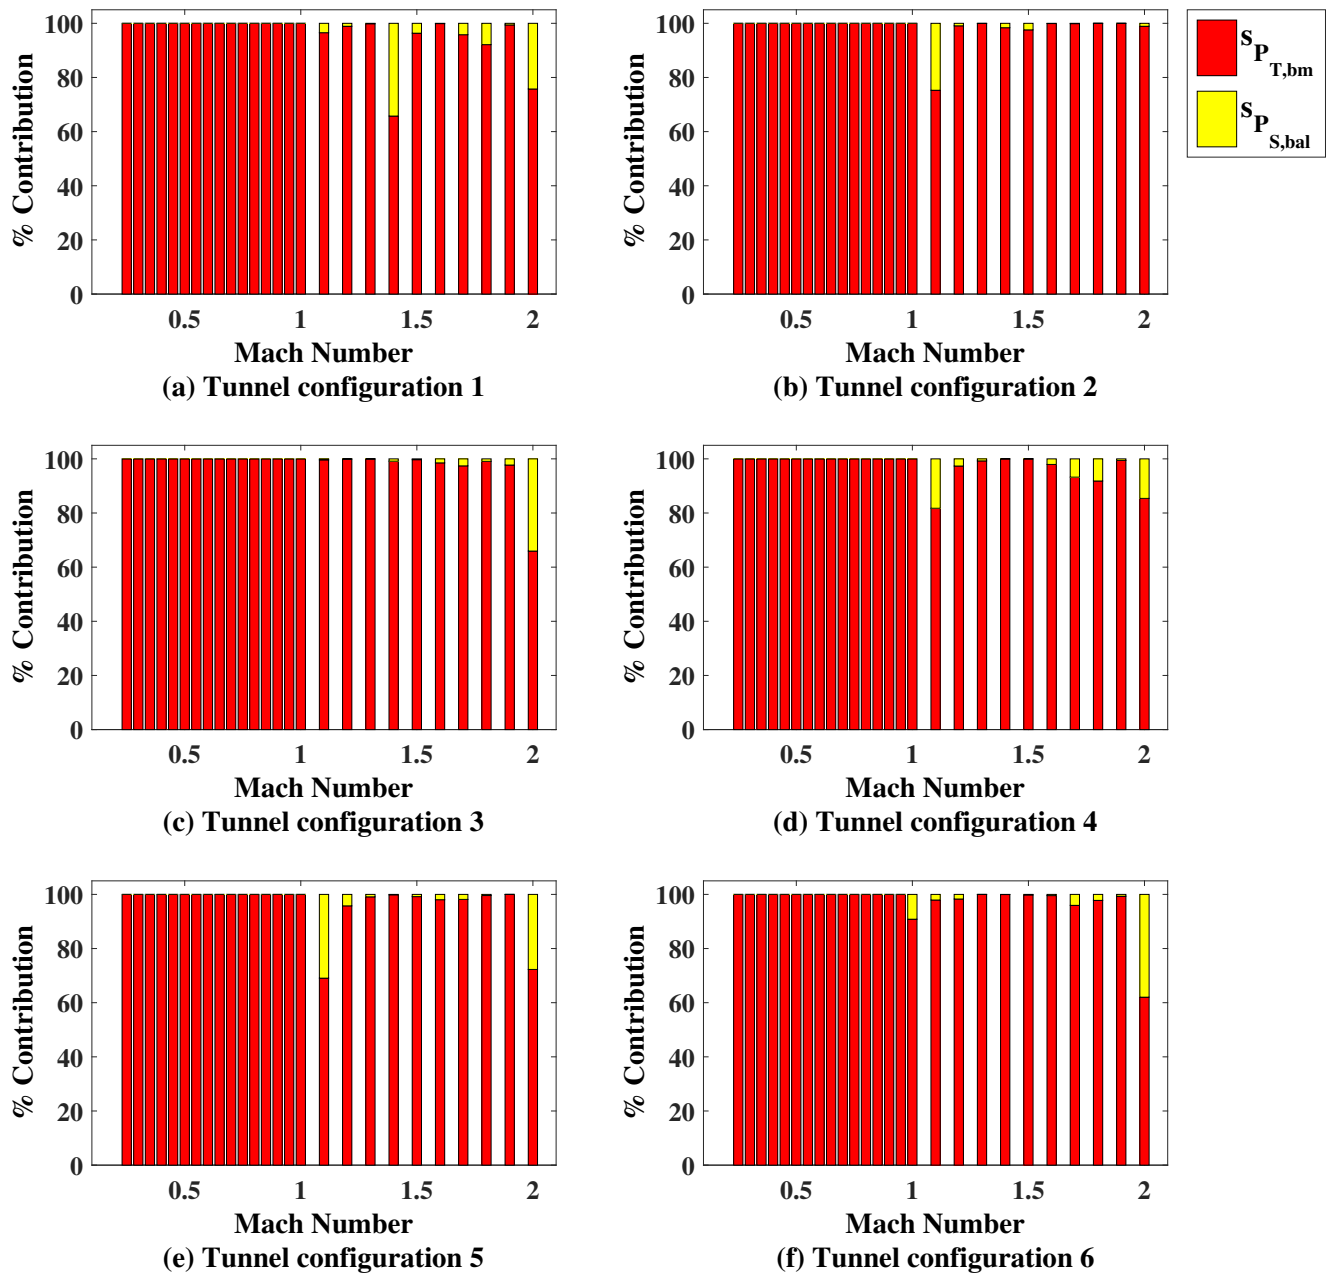 100
80
60
40
20
0
% Contribution
0.5 1 1.5 2
Mach Number
(a) Tunnel configuration 1
100
80
60
40
20
0
% Contribution
0.5 1 1.5 2
Mach Number
(b) Tunnel configuration 2
s_P_T,bm
s_P_S,bal
100
80
60
40
20
0
% Contribution
0.5 1 1.5 2
Mach Number
(c) Tunnel configuration 3
100
80
60
40
20
0
% Contribution
0.5 1 1.5 2
Mach Number
(d) Tunnel configuration 4
100
80
60
40
20
0
% Contribution
0.5 1 1.5 2
Mach Number
(e) Tunnel configuration 5
100
80
60
40
20
0
% Contribution
0.5 1 1.5 2
Mach Number
(f) Tunnel configuration 6